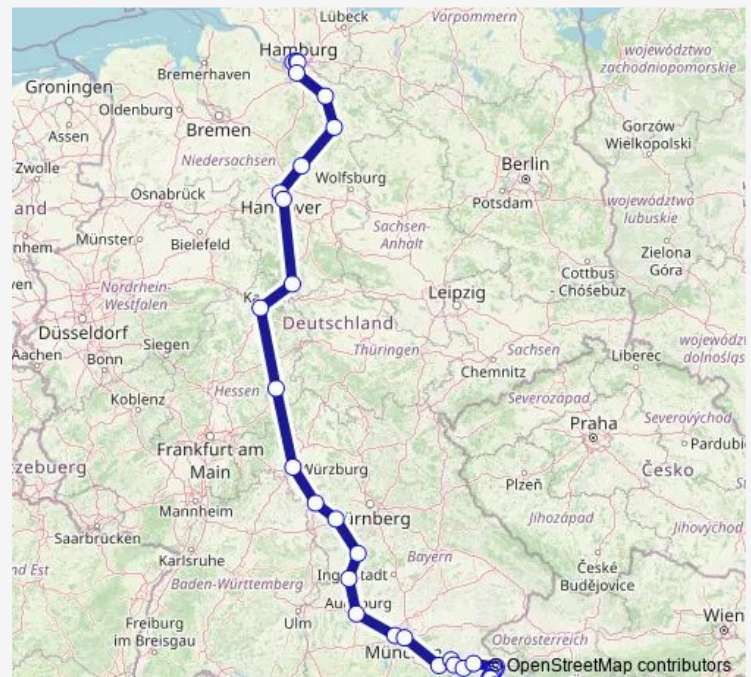 Lübeck
Vorpommern
Hamburg
Bremerhaven
województwo
zachodniopomorskie
Groningen
Oldenburg
Bremen
Assen
Gorzów
Wielkopolski
Zwolle
Niedersachsen
Wolfsburg
Berlin
Osnabrück
Potsdam
województwo
lubuskie
Münster
Bielefeld
Sachsen-
Anhalt
Zielona
Góra
Nordrhein-
Westfalen
Cottbus
- Chóśebuz
Leipzig
Düsseldorf
Deutschland
Siegen
Aachen
Bonn
Thüringen
Sachsen
Liberec
Chemnitz
Koblenz
Hessen
Severozápad
Severovýchod
Praha
Frankfurt am
Main
Würzburg
Plzeň
Česko
Mannheim
Jihozápad
Saarbrücken
Karlsruhe
Bayern
České
Budějovice
Baden-Württemberg
Ulm
Freiburg
im Breisgau
Wien
Oberösterreich
© OpenStreetMap contributors